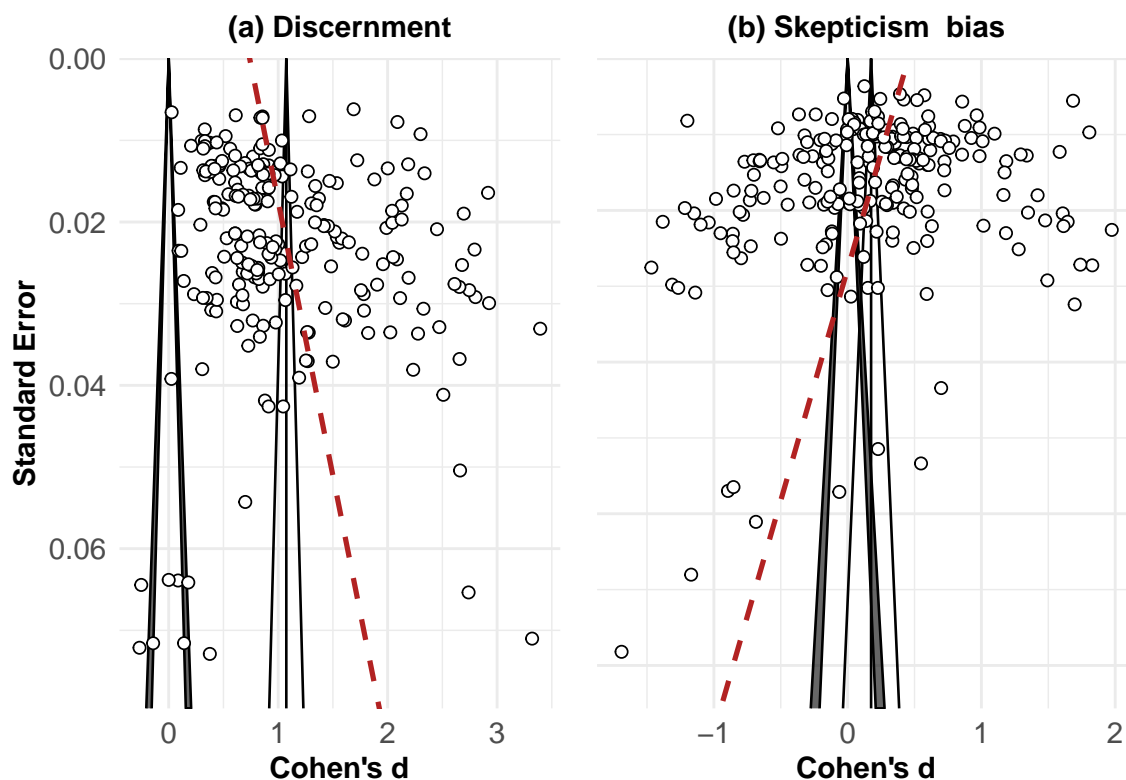 (a) Discernment
(b) Skepticism  bias
0.00
0.02
0.04
0.06
Standard Error
0
1
2
3
−1
0
1
2
Cohen's d
Cohen's d